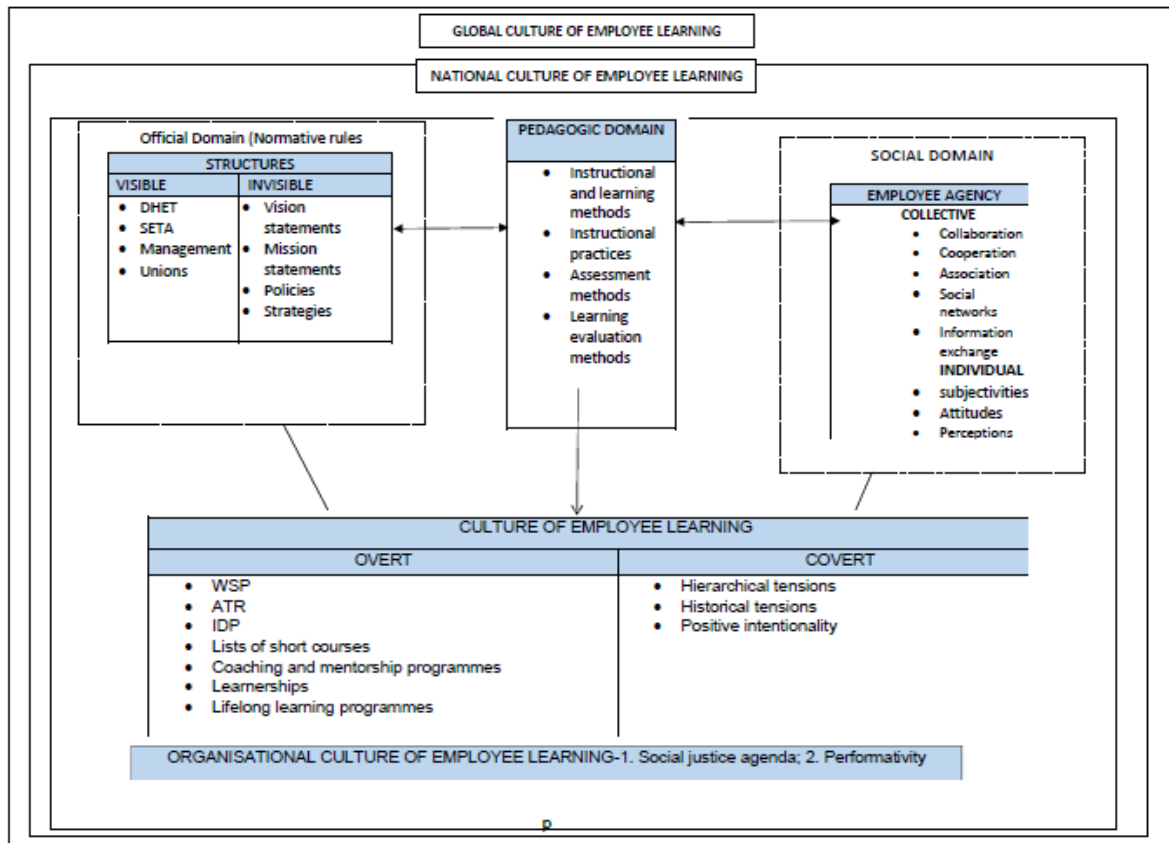 GLOBAL CULTURE OF EMPLOYEE LEARNING
NATIONAL CULTURE OF EMPLOYEE LEARNING
Official Domain (Normative rules
STRUCTURES
VISIBLE
• DHET
• SETA
• Management
• Unions
INVISIBLE
• Vision
statements
• Mission
statements
• Policies
• Strategies
PEDAGOGIC DOMAIN
• Instructional
and learning
methods
• Instructional
practices
• Assessment
methods
• Learning
evaluation
methods
SOCIAL DOMAIN
EMPLOYEE AGENCY
COLLECTIVE
• Collaboration
• Cooperation
• Association
• Social
networks
• Information
exchange
INDIVIDUAL
• subjectivities
• Attitudes
• Perceptions
CULTURE OF EMPLOYEE LEARNING
OVERT
• WSP
• ATR
• IDP
• Lists of short courses
• Coaching and mentorship programmes
• Learnerships
• Lifelong learning programmes
COVERT
• Hierarchical tensions
• Historical tensions
• Positive intentionality
ORGANISATIONAL CULTURE OF EMPLOYEE LEARNING-1. Social justice agenda; 2. Performativity
p